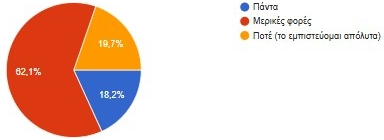 Πάντα
Μερικές φορές
Ποτέ (το εμπιστεύομαι απόλυτα)
19,7%
62,1%
18,2%